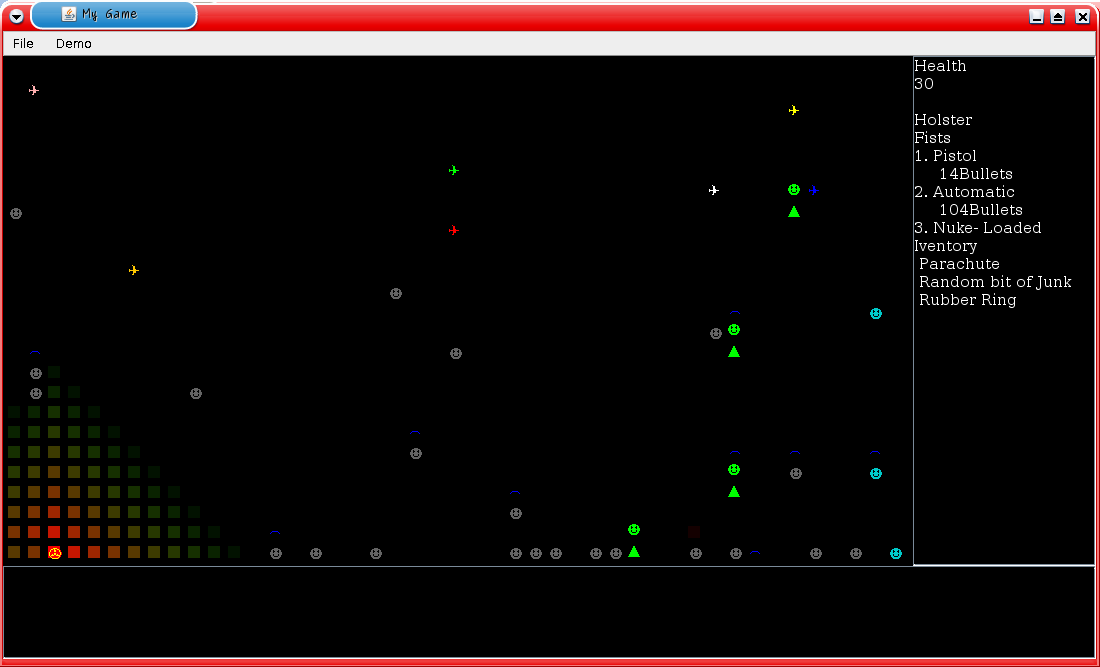 My Game
File Demo
Health
30
Holster
Fists
1. Pistol
14Bullets
2. Automatic
104Bullets
3. Nuke- Loaded
Iventory
Parachute
Random bit of Junk
Rubber Ring